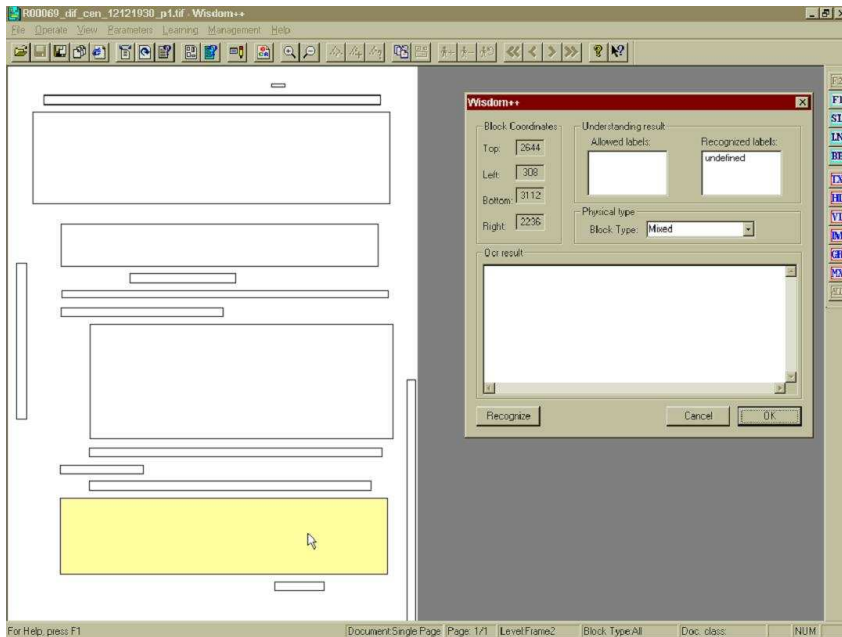 R00069_dif_cen_12121930_p1.tif - Wisdom++
File Operate View Parameters Learning Management Help
Wisdom++
Block Coordinates
Top: 2644
Left: 308
Bottom: 3112
Right: 2236
Understanding result
Allowed labels:
Recognized labels:
undefined
Physical type
Block Type: Mixed
Ocr result
Recognize
Cancel
OK
For Help, press F1
Document:Single Page
Page: 1/1
Level:Frame2
Block Type:All
Doc. class:
NUM